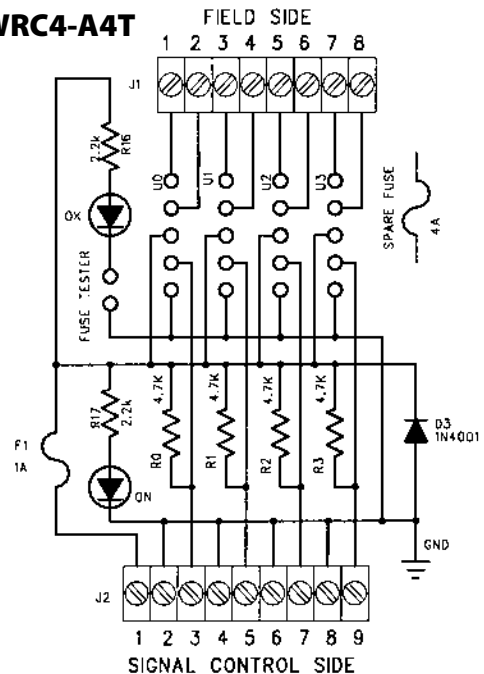 WRC4-A4T
FIELD SIDE
1 2 3 4 5 6 7 8
J1
2.2k
R16
OK
FUSE TESTER
U0
U1
U2
U3
SPARE FUSE
4A
R17
2.2k
4.7K
R0
4.7K
R1
4.7K
R2
4.7K
R3
D3
1N4001
F1
1A
ON
GND
J2
1 2 3 4 5 6 7 8 9
SIGNAL CONTROL SIDE